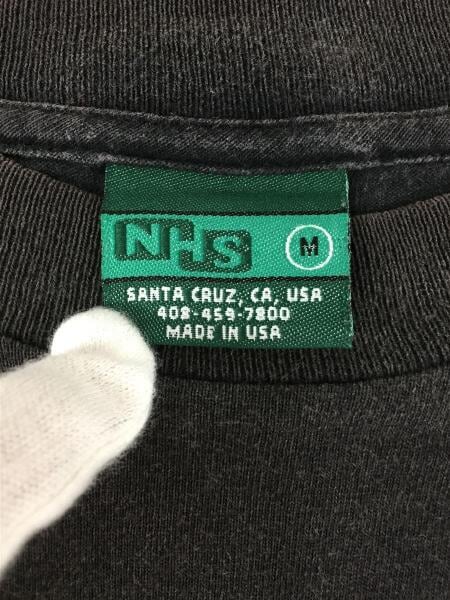 NHS M
SANTA CRUZ, CA, USA
408-459-7800
MADE IN USA